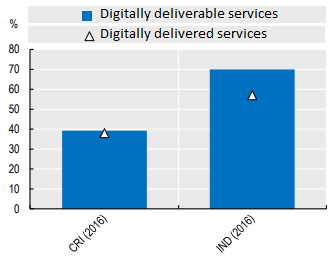 Digitally deliverable services
Digitally delivered services
%
80
70
60
50
40
30
20
10
0
CRI (2016)
IND (2016)